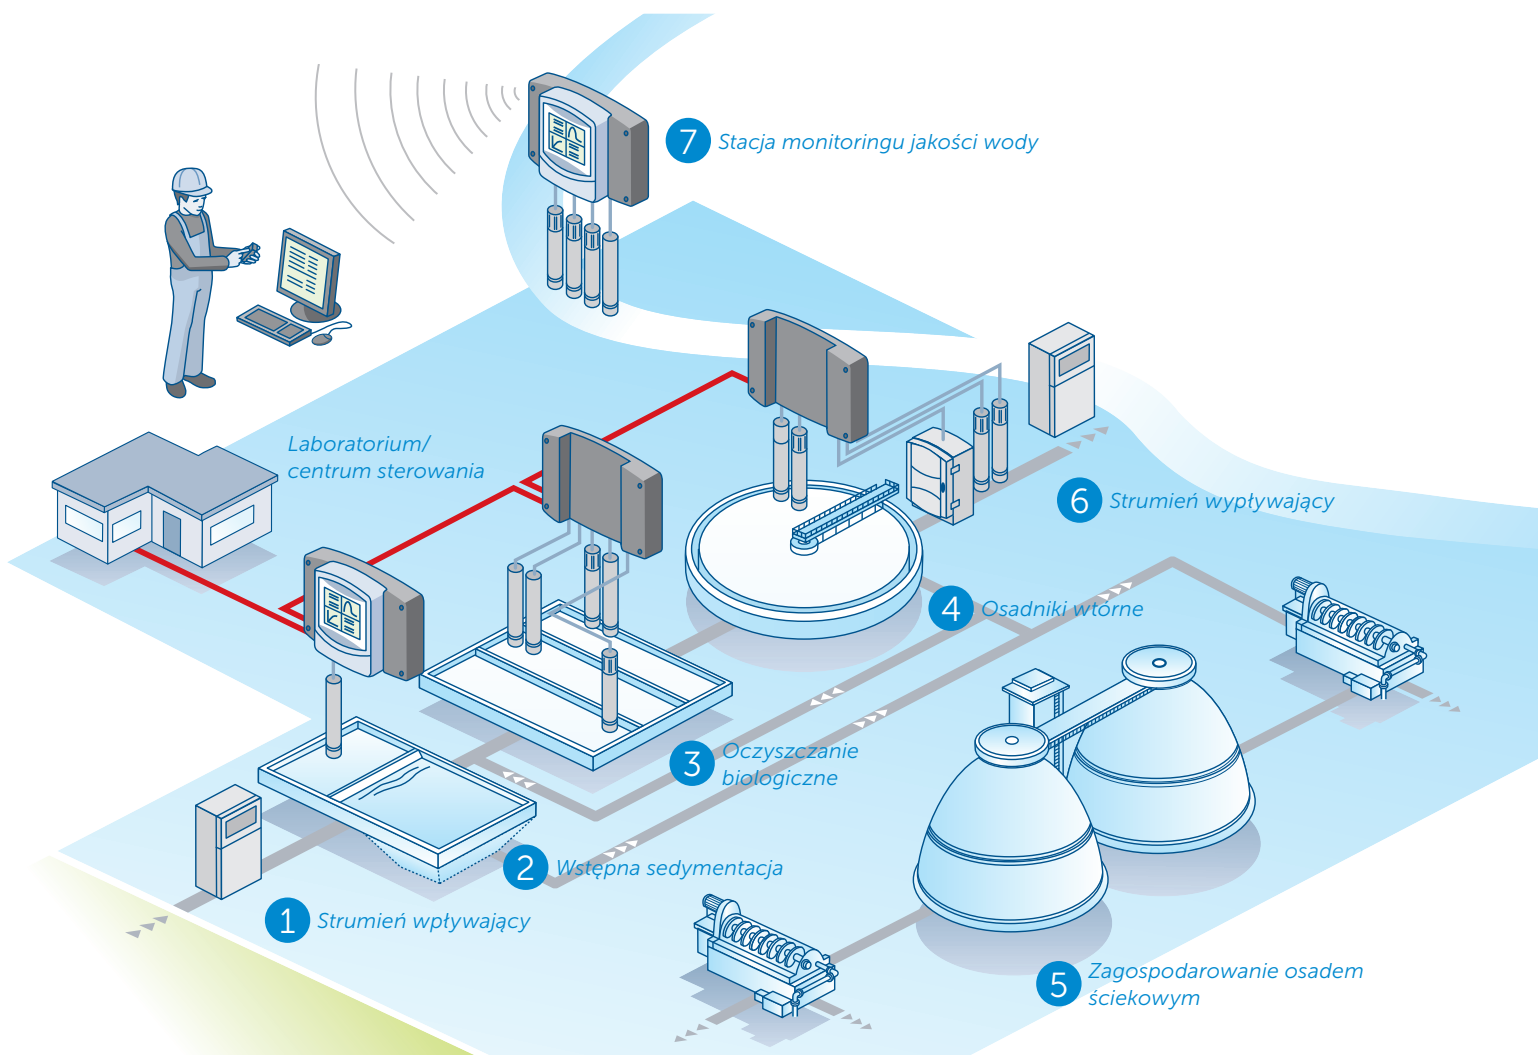 7 Stacja monitoringu jakości wody
Laboratorium/
centrum sterowania
6 Strumień wypływający
4 Osadniki wtórne
3 Oczyszczanie
biologiczne
2 Wstępna sedymentacja
1 Strumień wpływający
5 Zagospodarowanie osadem
ściekowym